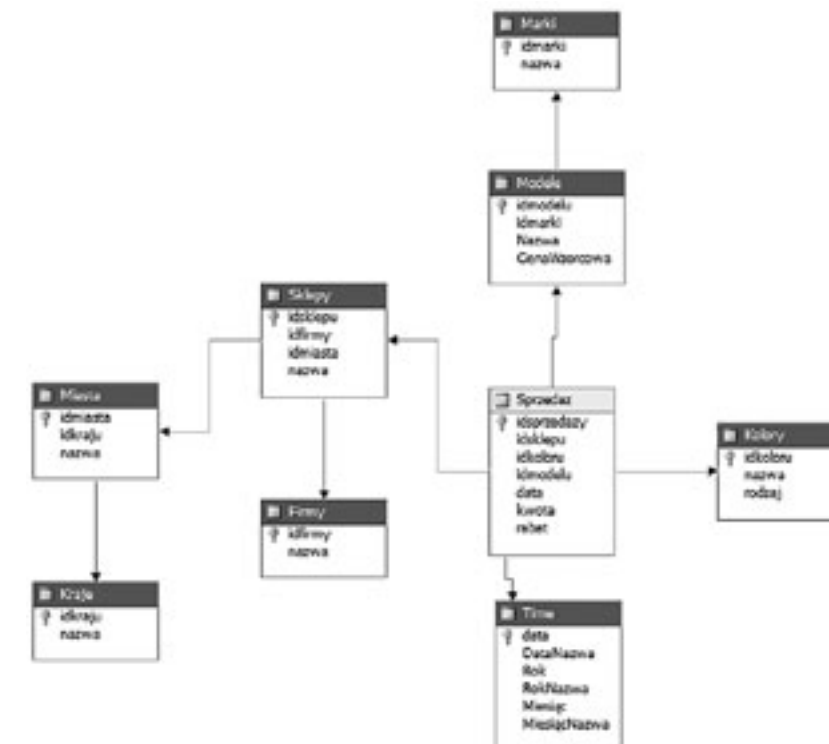 Marki
idmarki
nazwa
Modele
idmodelu
idmarki
Nazwa
CenaWzorcowa
Sklepy
idsklepu
idfirmy
idmiasta
nazwa
Miasta
idmiasta
idkraju
nazwa
Sprzedaz
idsprzedazy
idsklepu
idkoloru
idmodelu
data
kwota
rabat
Kolory
idkoloru
nazwa
rodzaj
Firmy
idfirmy
nazwa
Kraje
idkraju
nazwa
Time
data
DataNazwa
Rok
RokNazwa
Miesiąc
MiesiącNazwa